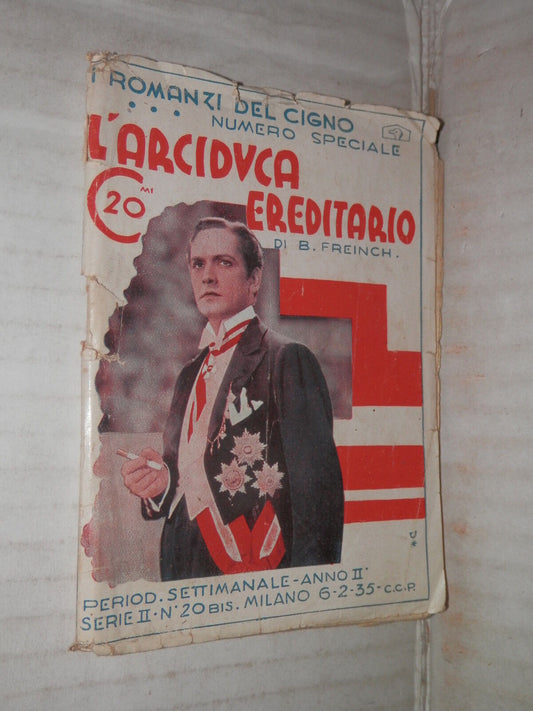 I ROMANZI DEL CIGNO
NUMERO SPECIALE
L'ARCIDVCA
C MI 20
EREDITARIO
DI B. FREINCH.
PERIOD. SETTIMANALE - ANNO II°
SERIE II - N° 20 BIS. MILANO 6-2-35 - C.C.P.